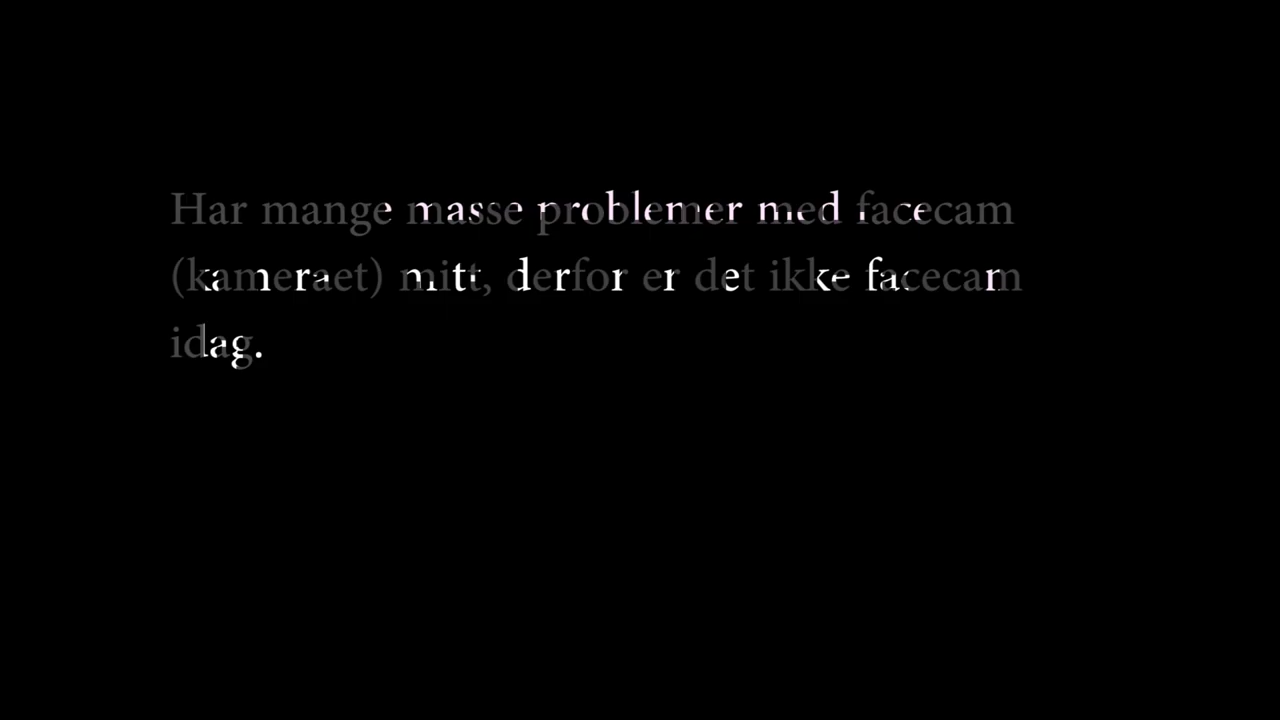 Har mange masse problemer med facecam
(kameraet) mitt, derfor er det ikke facecam
idag.